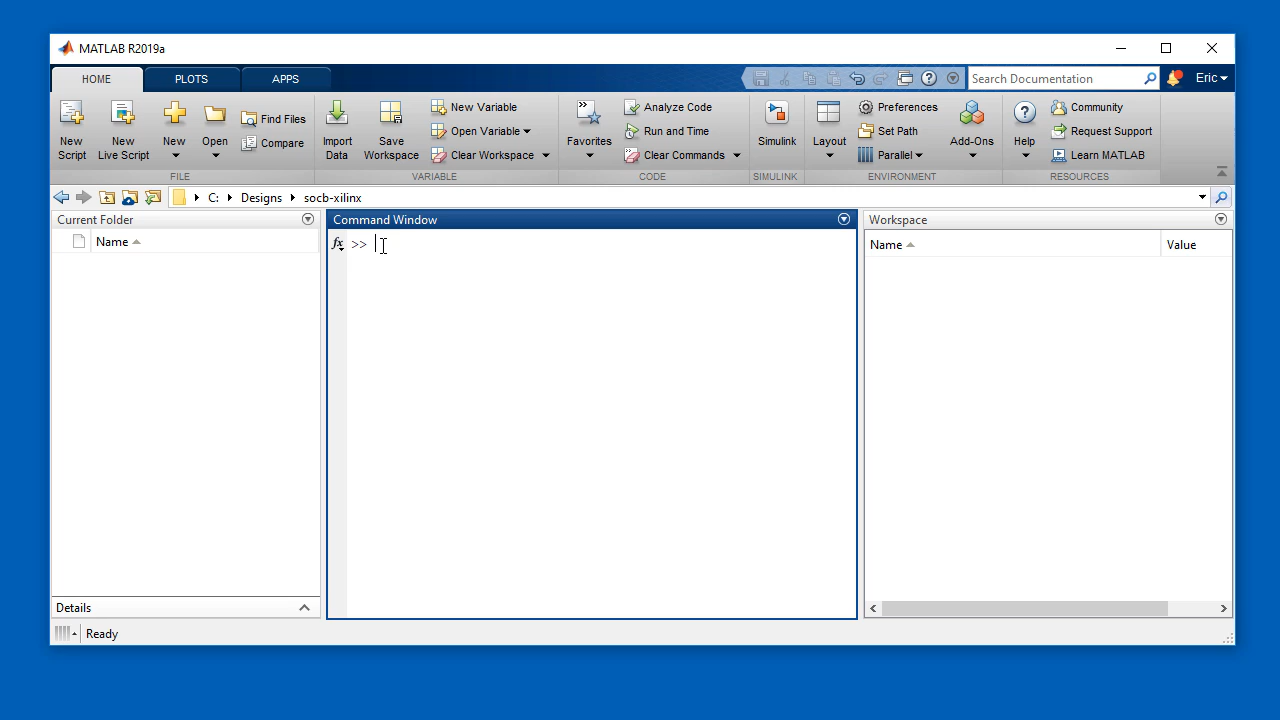 MATLAB R2019a
HOME PLOTS APPS
Search Documentation
Eric
New Script
New Live Script
New
Open
Find Files
Compare
Import Data
Save Workspace
New Variable
Open Variable
Clear Workspace
Favorites
Analyze Code
Run and Time
Clear Commands
Simulink
Layout
Preferences
Set Path
Parallel
Add-Ons
Help
Community
Request Support
Learn MATLAB
FILE VARIABLE CODE SIMULINK ENVIRONMENT RESOURCES
C: Designs socb-xilinx
Current Folder
Name
Command Window
fx >>
Workspace
Name Value
Details
Ready